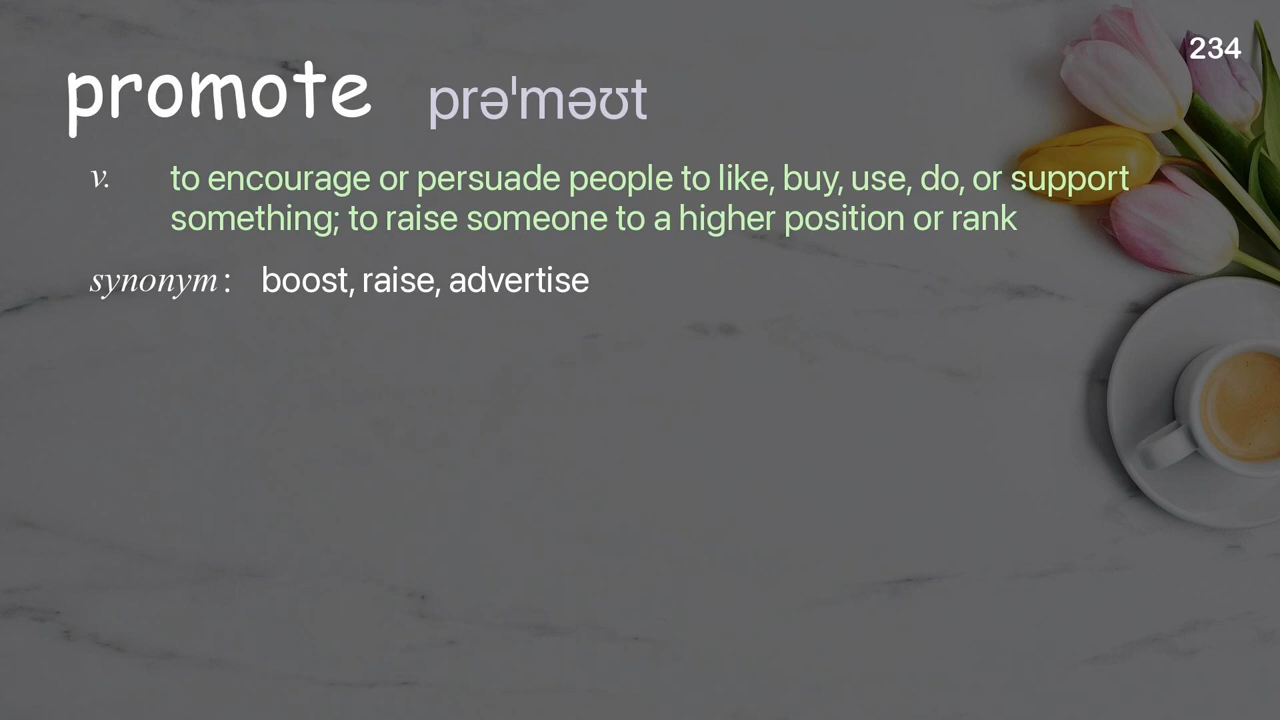 234
promote prəˈməʊt
v. to encourage or persuade people to like, buy, use, do, or support
something; to raise someone to a higher position or rank
synonym: boost, raise, advertise